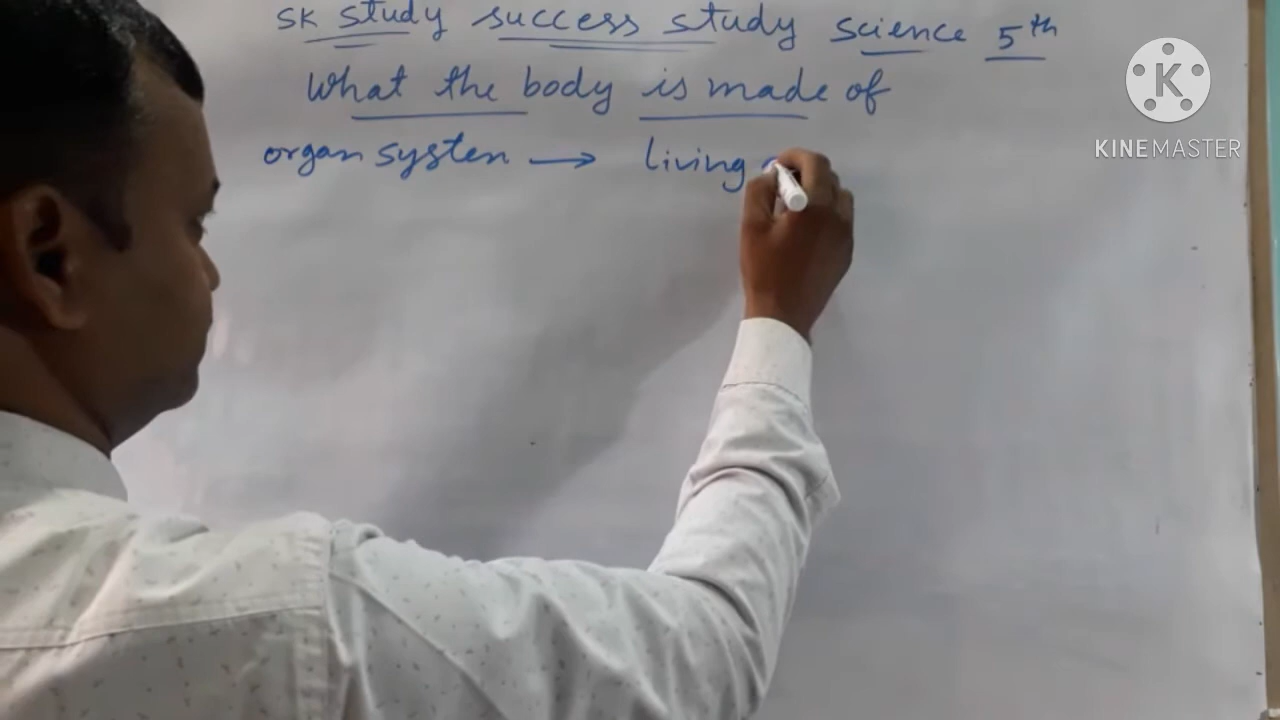 SK study success study science 5th
What the body is made of
organ systen → living
K
KINEMASTER